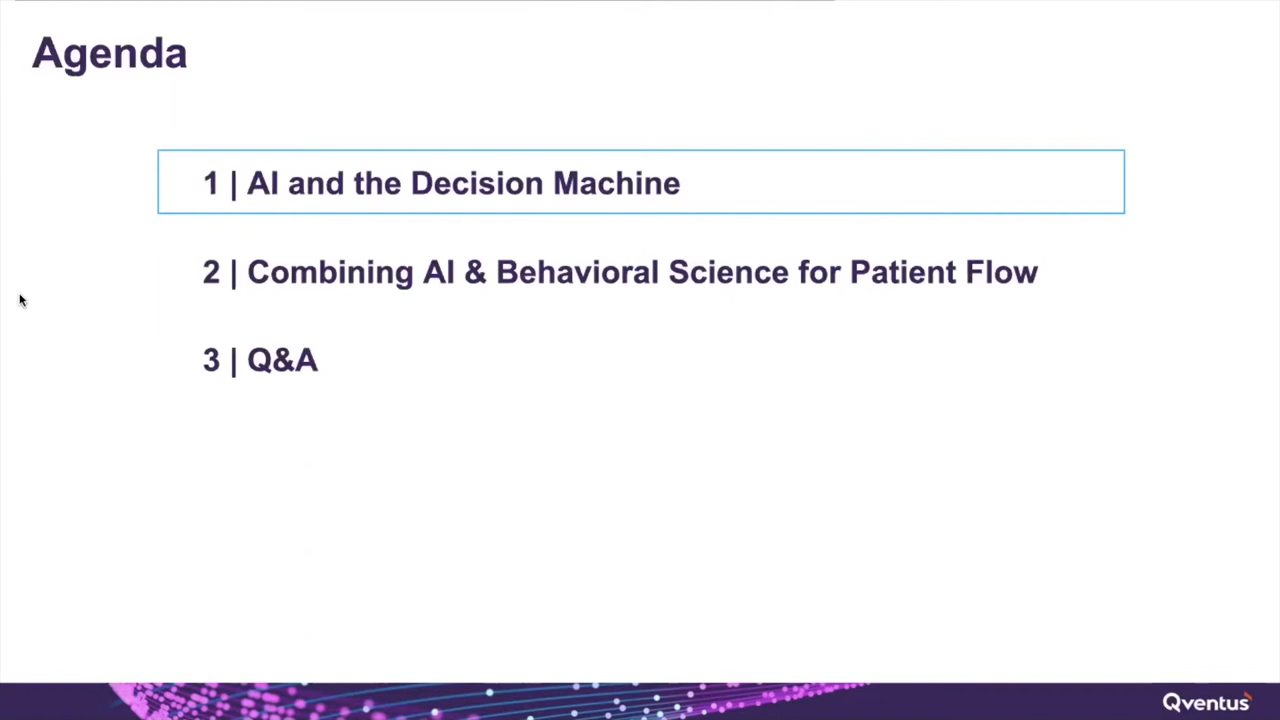 Agenda
1 | AI and the Decision Machine
2 | Combining AI & Behavioral Science for Patient Flow
3 | Q&A
Qventus